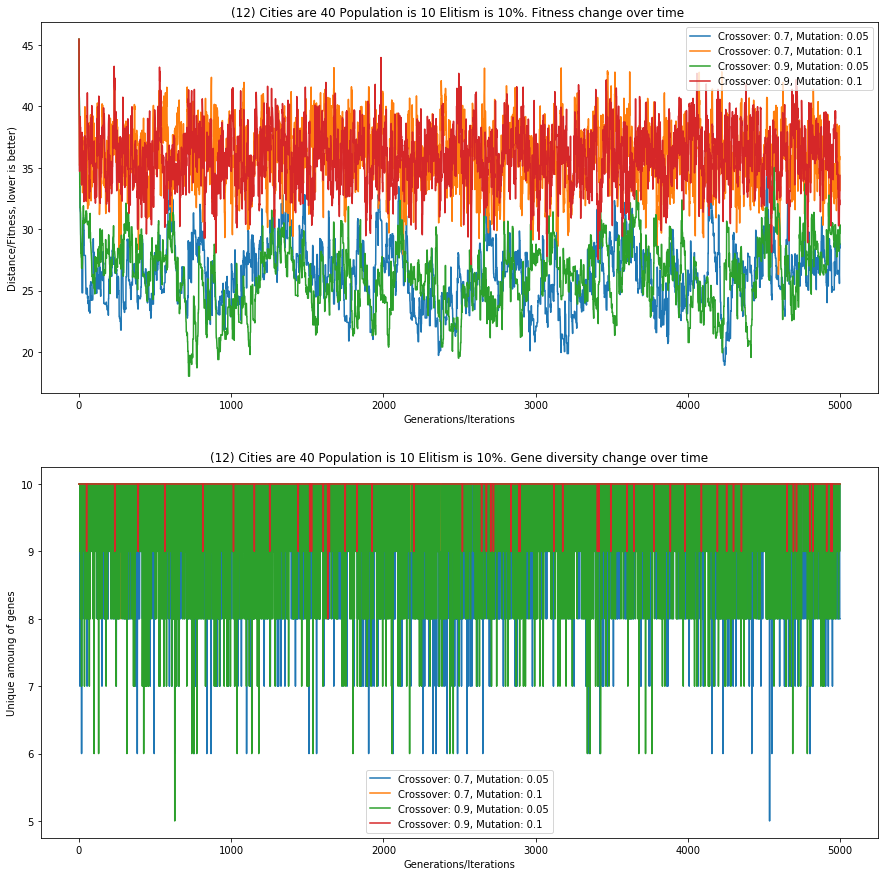 (12) Cities are 40 Population is 10 Elitism is 10%. Fitness change over time
Crossover: 0.7, Mutation: 0.05
Crossover: 0.7, Mutation: 0.1
Crossover: 0.9, Mutation: 0.05
Crossover: 0.9, Mutation: 0.1
Distance/Fitness, lower is better)
45
40
35
30
25
20
0
1000
2000
3000
4000
5000
Generations/Iterations
(12) Cities are 40 Population is 10 Elitism is 10%. Gene diversity change over time
Unique amoung of genes
10
9
8
7
6
5
Crossover: 0.7, Mutation: 0.05
Crossover: 0.7, Mutation: 0.1
Crossover: 0.9, Mutation: 0.05
Crossover: 0.9, Mutation: 0.1
0
1000
2000
3000
4000
5000
Generations/Iterations